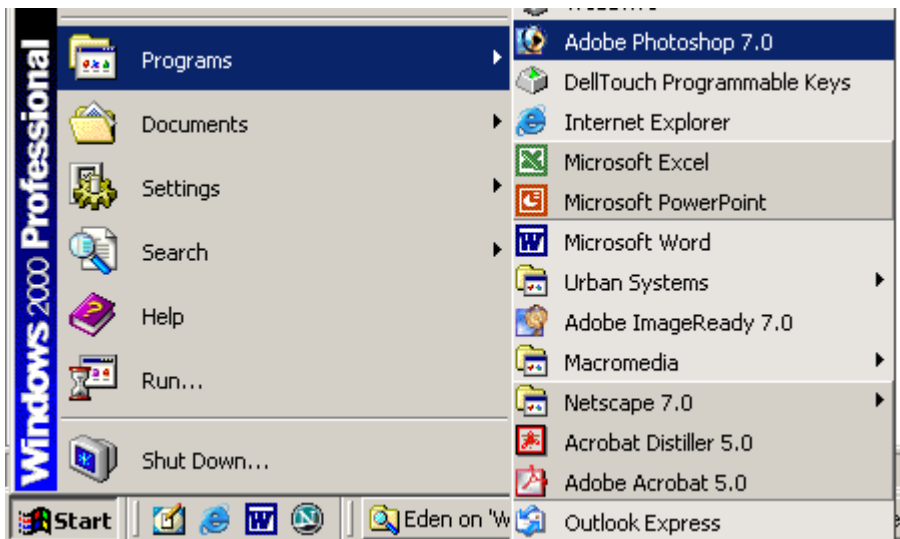 Windows 2000 Professional
Programs
Documents
Settings
Search
Help
Run...
Shut Down...
Start
Eden on 'W
Adobe Photoshop 7.0
DellTouch Programmable Keys
Internet Explorer
Microsoft Excel
Microsoft PowerPoint
Microsoft Word
Urban Systems
Adobe ImageReady 7.0
Macromedia
Netscape 7.0
Acrobat Distiller 5.0
Adobe Acrobat 5.0
Outlook Express